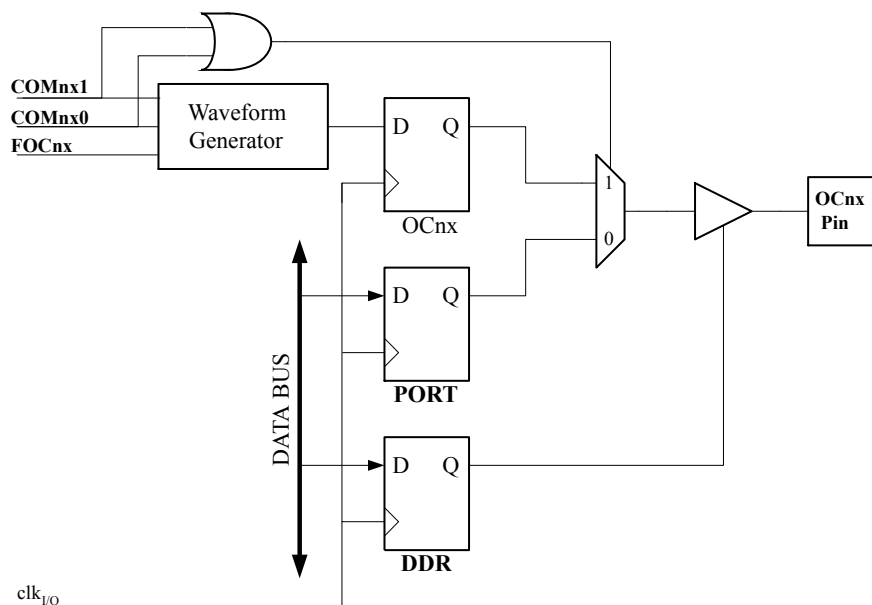 COMnx1
COMnx0
FOCnx
Waveform
Generator
D Q
OCnx
1
0
OCnx
Pin
D Q
PORT
DATA BUS
D Q
DDR
clkI/O